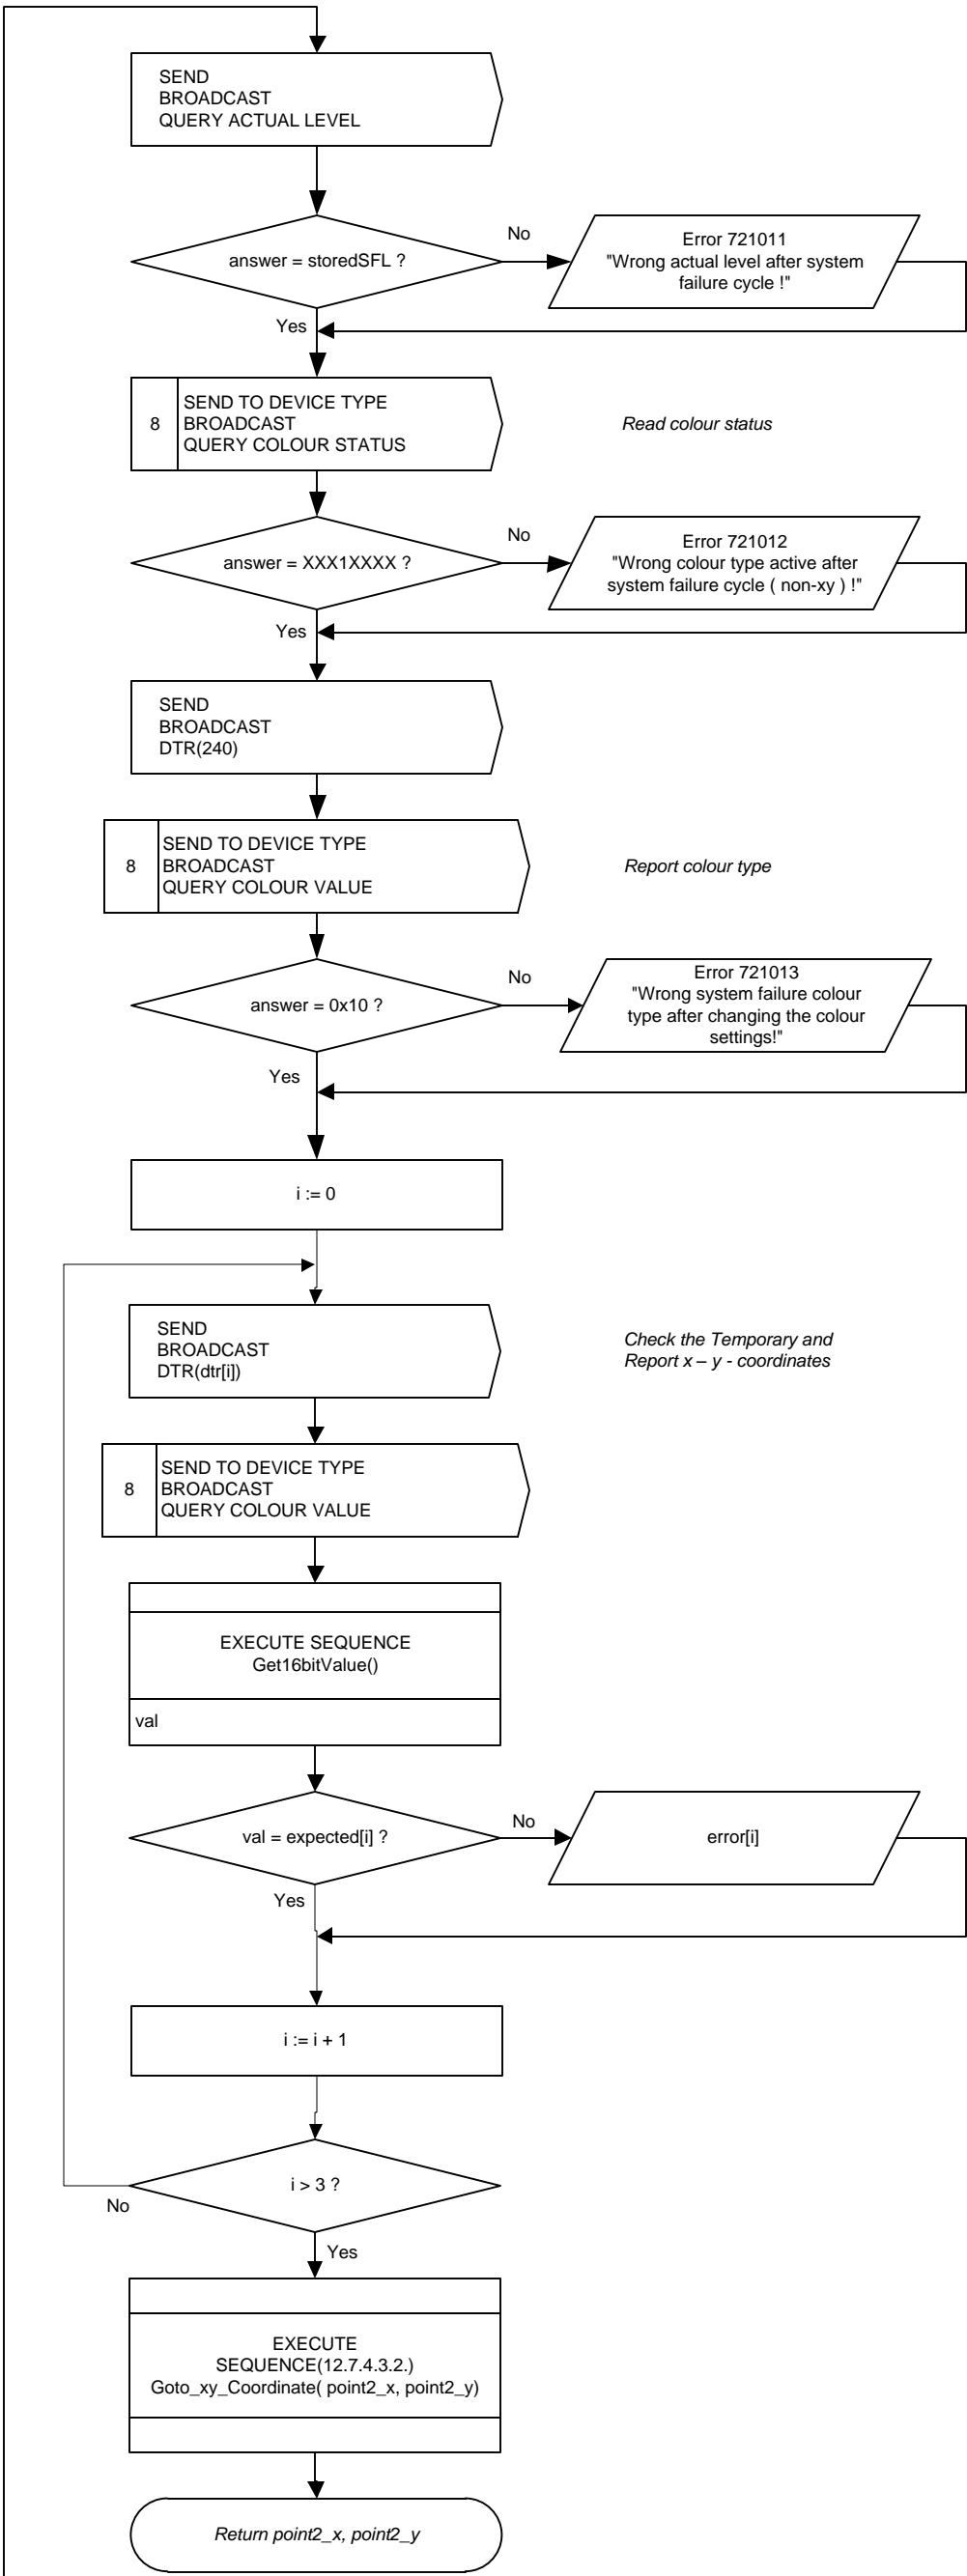 SEND
BROADCAST
QUERY ACTUAL LEVEL
answer = storedSFL ?
No
Error 721011
"Wrong actual level after system
failure cycle !"
Yes
8
SEND TO DEVICE TYPE
BROADCAST
QUERY COLOUR STATUS
Read colour status
answer = XXX1XXXX ?
No
Error 721012
"Wrong colour type active after
system failure cycle ( non-xy ) !"
Yes
SEND
BROADCAST
DTR(240)
8
SEND TO DEVICE TYPE
BROADCAST
QUERY COLOUR VALUE
Report colour type
answer = 0x10 ?
No
Error 721013
"Wrong system failure colour
type after changing the colour
settings!"
Yes
i := 0
SEND
BROADCAST
DTR(dtr[i])
Check the Temporary and
Report x – y - coordinates
8
SEND TO DEVICE TYPE
BROADCAST
QUERY COLOUR VALUE
EXECUTE SEQUENCE
Get16bitValue()
val
val = expected[i] ?
No
error[i]
Yes
i := i + 1
i > 3 ?
No
Yes
EXECUTE
SEQUENCE(12.7.4.3.2.)
Goto_xy_Coordinate( point2_x, point2_y)
Return point2_x, point2_y